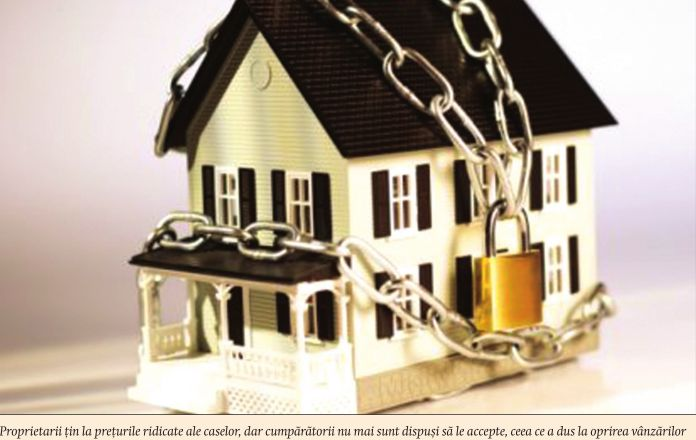 Proprietarii țin la prețurile ridicate ale caselor, dar cumpărătorii nu mai sunt dispuși să le accepte, ceea ce a dus la oprirea vânzărilor